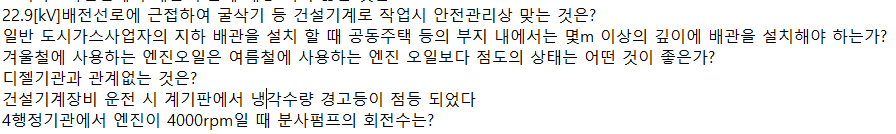 22.9[kV]배전선로에 근접하여 굴삭기 등 건설기계로 작업시 안전관리상 맞는 것은?
일반 도시가스사업자의 지하 배관을 설치 할 때 공동주택 등의 부지 내에서는 몇m 이상의 깊이에 배관을 설치해야 하는가?
겨울철에 사용하는 엔진오일은 여름철에 사용하는 엔진 오일보다 점도의 상태는 어떤 것이 좋은가?
디젤기관과 관계없는 것은?
건설기계장비 운전 시 계기판에서 냉각수량 경고등이 점등 되었다
4행정기관에서 엔진이 4000rpm일 때 분사펌프의 회전수는?